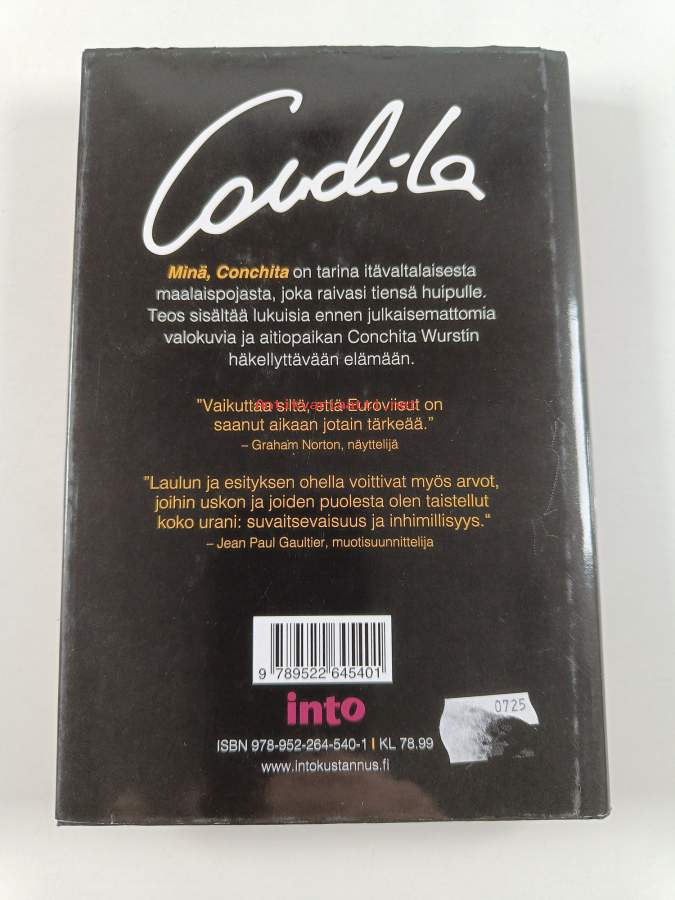 Conchita
Minä, Conchita on tarina itävaltalaisesta
maalaispojasta, joka raivasi tiensä huipulle.
Teos sisältää lukuisia ennen julkaisemattomia
valokuvia ja aitiopaikan Conchita Wurstin
häkellyttävään elämään.
"Vaikuttaa siltä, että Euroviisut on
saanut aikaan jotain tärkeää."
– Graham Norton, näyttelijä
"Laulun ja esityksen ohella voittivat myös arvot,
joihin uskon ja joiden puolesta olen taistellut
koko urani: suvaitsevaisuus ja inhimillisyys."
– Jean Paul Gaultier, muotisuunnittelija
9 789522 645401
into
0725
ISBN 978-952-264-540-1 | KL 78.99
www.intokustannus.fi